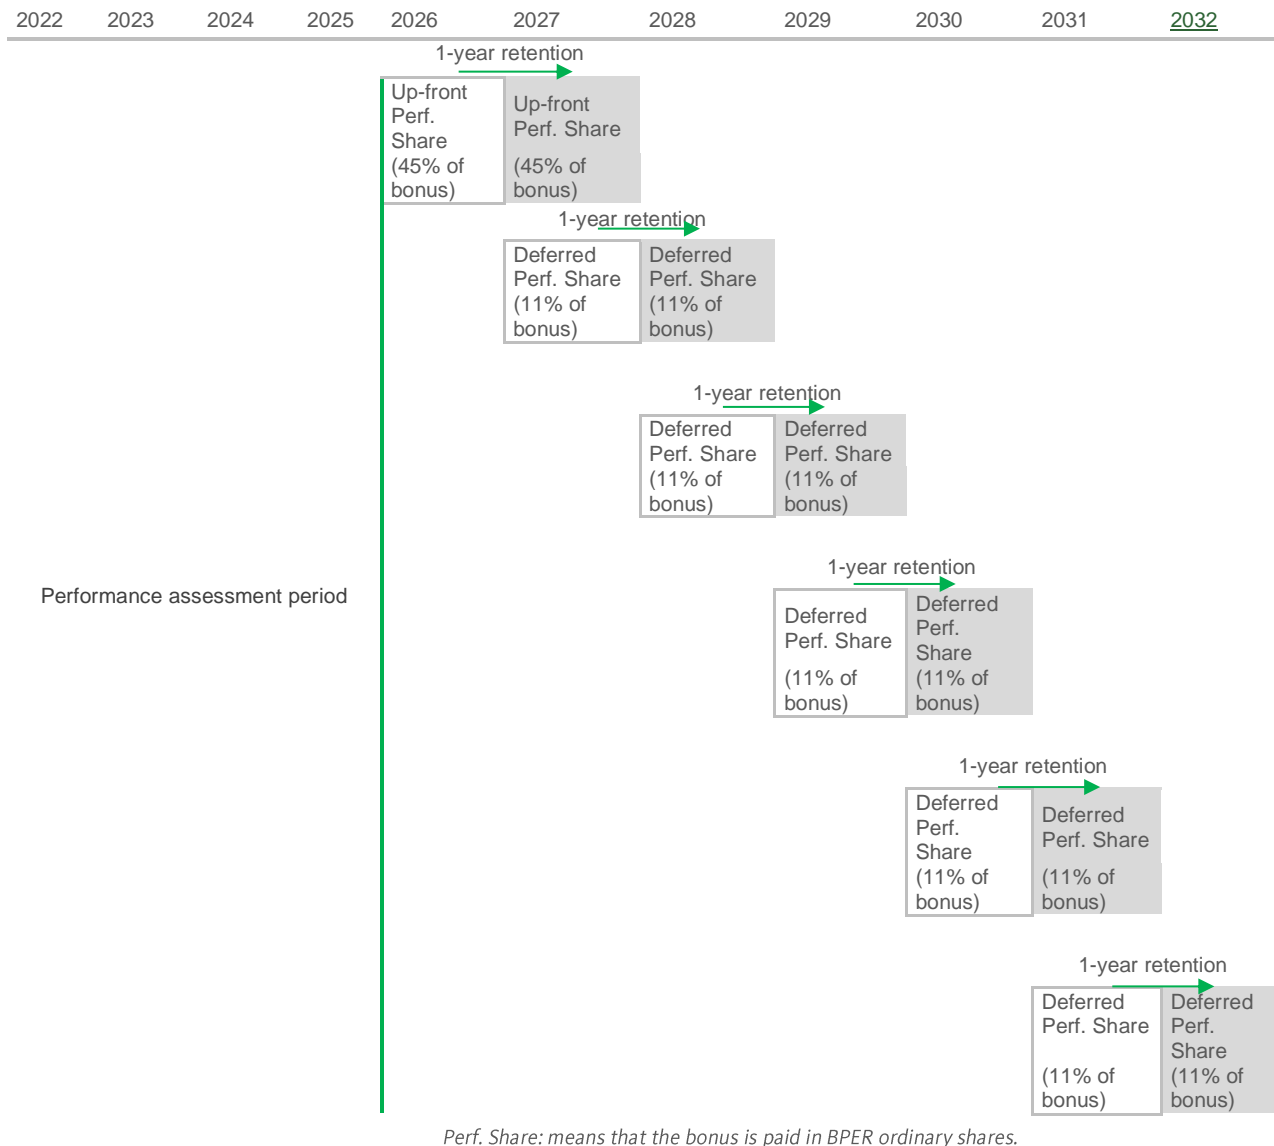 2022 2023 2024 2025 2026 2027 2028 2029 2030 2031 2032
1-year retention
Up-front
Perf.
Share
(45% of
bonus)
Up-front
Perf. Share
(45% of
bonus)
1-year retention
Deferred
Perf. Share
(11% of
bonus)
Deferred
Perf. Share
(11% of
bonus)
1-year retention
Deferred
Perf. Share
(11% of
bonus)
Deferred
Perf. Share
(11% of
bonus)
Performance assessment period
1-year retention
Deferred
Perf. Share
(11% of
bonus)
Deferred
Perf.
Share
(11% of
bonus)
1-year retention
Deferred
Perf.
Share
(11% of
bonus)
Deferred
Perf. Share
(11% of
bonus)
1-year retention
Deferred
Perf. Share
(11% of
bonus)
Deferred
Perf.
Share
(11% of
bonus)
Perf. Share: means that the bonus is paid in BPER ordinary shares.